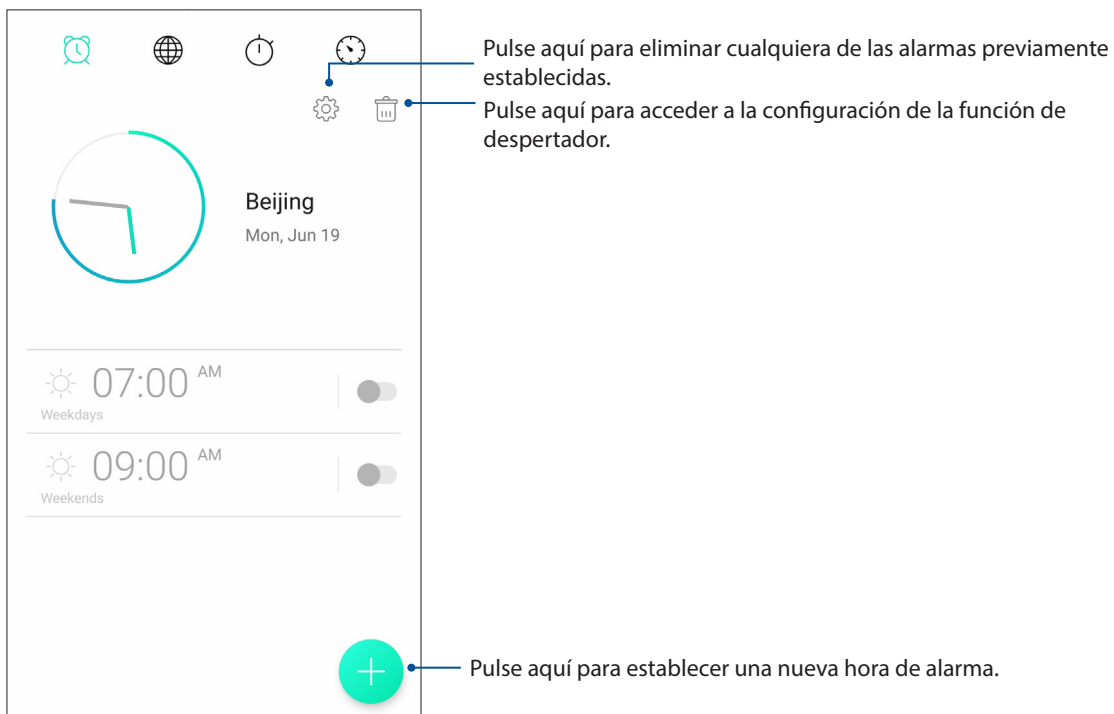 Pulse aquí para eliminar cualquiera de las alarmas previamente
establecidas.
Pulse aquí para acceder a la configuración de la función de
despertador.
Beijing
Mon, Jun 19
07:00 AM
Weekdays
09:00 AM
Weekends
Pulse aquí para establecer una nueva hora de alarma.